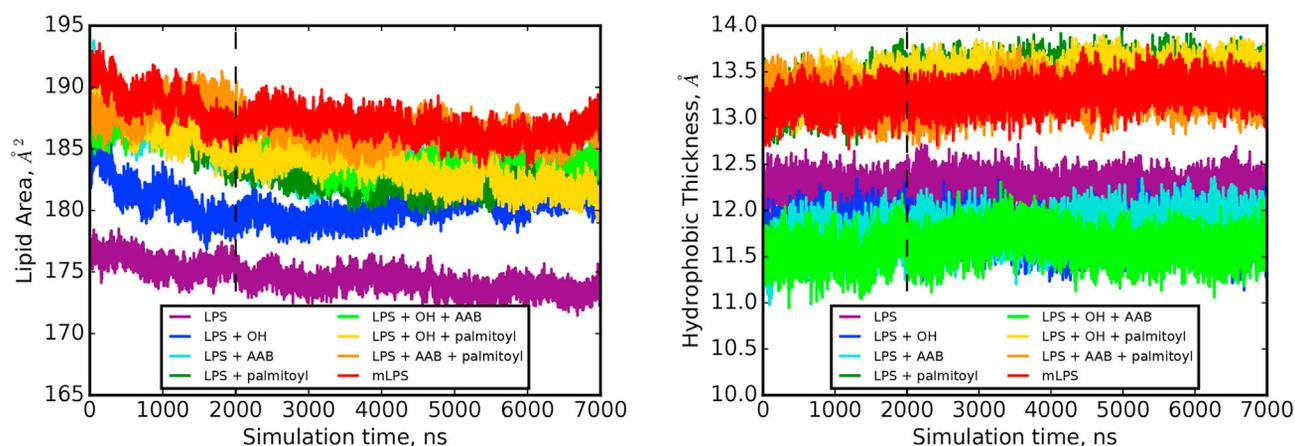 195
190
185
180
175
170
165
Lipid Area, Å²
LPS
LPS + OH
LPS + AAB
LPS + palmitoyl
LPS + OH + AAB
LPS + OH + palmitoyl
LPS + AAB + palmitoyl
mLPS
0 1000 2000 3000 4000 5000 6000 7000
Simulation time, ns
14.0
13.5
13.0
12.5
12.0
11.5
11.0
10.5
10.0
Hydrophobic Thickness, Å
LPS
LPS + OH
LPS + AAB
LPS + palmitoyl
LPS + OH + AAB
LPS + OH + palmitoyl
LPS + AAB + palmitoyl
mLPS
0 1000 2000 3000 4000 5000 6000 7000
Simulation time, ns